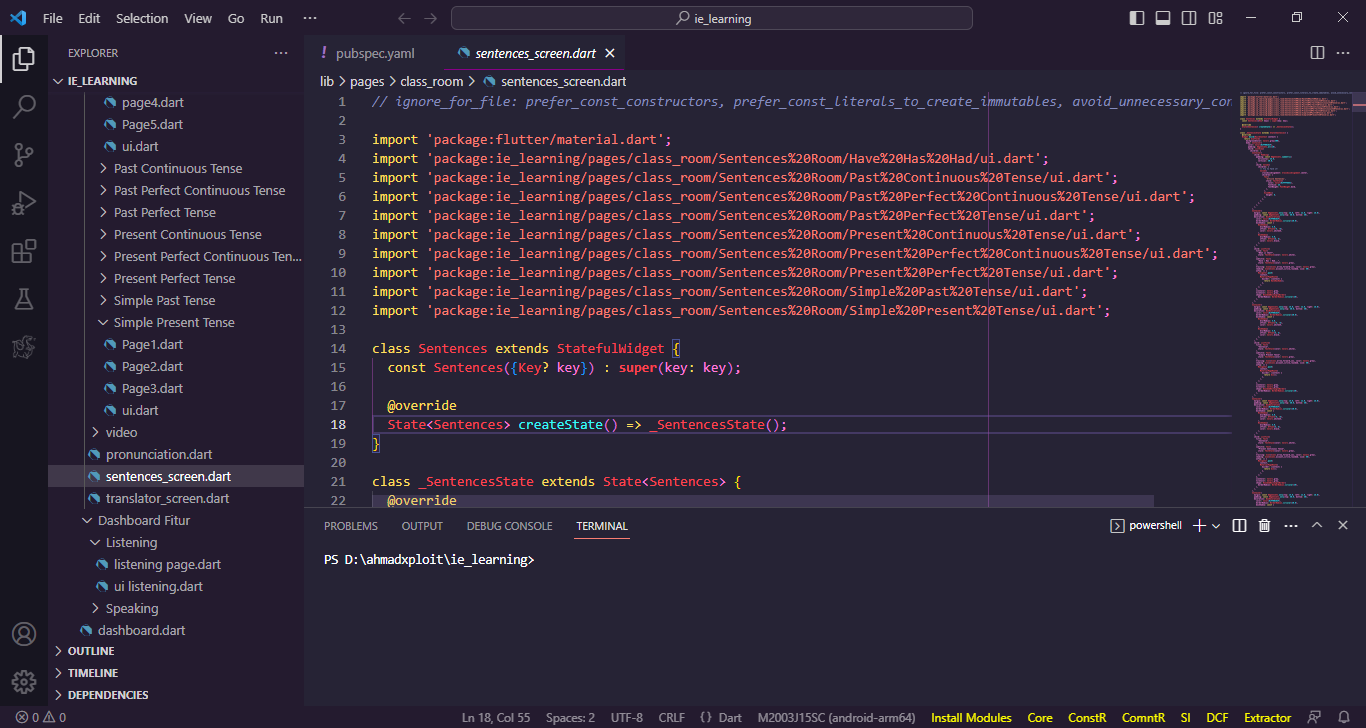 File Edit Selection View Go Run ··· ie_learning
EXPLORER ···
IE_LEARNING
page4.dart
Page5.dart
ui.dart
Past Continuous Tense
Past Perfect Continuous Tense
Past Perfect Tense
Present Continuous Tense
Present Perfect Continuous Ten...
Present Perfect Tense
Simple Past Tense
Simple Present Tense
Page1.dart
Page2.dart
Page3.dart
ui.dart
video
pronunciation.dart
sentences_screen.dart
translator_screen.dart
Dashboard Fitur
Listening
listening page.dart
ui listening.dart
Speaking
dashboard.dart
OUTLINE
TIMELINE
DEPENDENCIES
! pubspec.yaml sentences_screen.dart
lib > pages > class_room > sentences_screen.dart
1 // ignore_for_file: prefer_const_constructors, prefer_const_literals_to_create_immutables, avoid_unnecessary_con
2
3 import 'package:flutter/material.dart';
4 import 'package:ie_learning/pages/class_room/Sentences%20Room/Have%20Has%20Had/ui.dart';
5 import 'package:ie_learning/pages/class_room/Sentences%20Room/Past%20Continuous%20Tense/ui.dart';
6 import 'package:ie_learning/pages/class_room/Sentences%20Room/Past%20Perfect%20Continuous%20Tense/ui.dart';
7 import 'package:ie_learning/pages/class_room/Sentences%20Room/Past%20Perfect%20Tense/ui.dart';
8 import 'package:ie_learning/pages/class_room/Sentences%20Room/Present%20Continuous%20Tense/ui.dart';
9 import 'package:ie_learning/pages/class_room/Sentences%20Room/Present%20Perfect%20Continuous%20Tense/ui.dart';
10 import 'package:ie_learning/pages/class_room/Sentences%20Room/Present%20Perfect%20Tense/ui.dart';
11 import 'package:ie_learning/pages/class_room/Sentences%20Room/Simple%20Past%20Tense/ui.dart';
12 import 'package:ie_learning/pages/class_room/Sentences%20Room/Simple%20Present%20Tense/ui.dart';
13
14 class Sentences extends StatefulWidget {
15 const Sentences({Key? key}) : super(key: key);
16
17 @override
18 State<Sentences> createState() => _SentencesState();
19 }
20
21 class _SentencesState extends State<Sentences> {
22 @override
PROBLEMS OUTPUT DEBUG CONSOLE TERMINAL powershell
PS D:\ahmadxploit\ie_learning>
0 0 Ln 18, Col 55 Spaces: 2 UTF-8 CRLF {} Dart M2003J15SC (android-arm64) Install Modules Core ConstR ComntR SI DCF Extractor